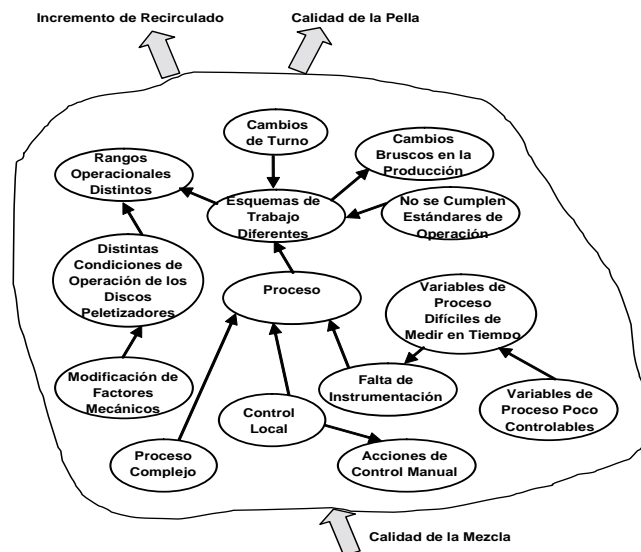 Incremento de Recirculado
Calidad de la Pella
Cambios
de Turno
Cambios
Bruscos en la
Producción
Rangos
Operacionales
Distintos
Esquemas de
Trabajo
Diferentes
No se Cumplen
Estándares de
Operación
Distintas
Condiciones de
Operación de los
Discos
Peletizadores
Proceso
Variables de
Proceso
Difíciles de
Medir en Tiempo
Modificación de
Factores
Mecánicos
Falta de
Instrumentación
Variables de
Proceso Poco
Controlables
Control
Local
Proceso
Complejo
Acciones de
Control Manual
Calidad de la Mezcla